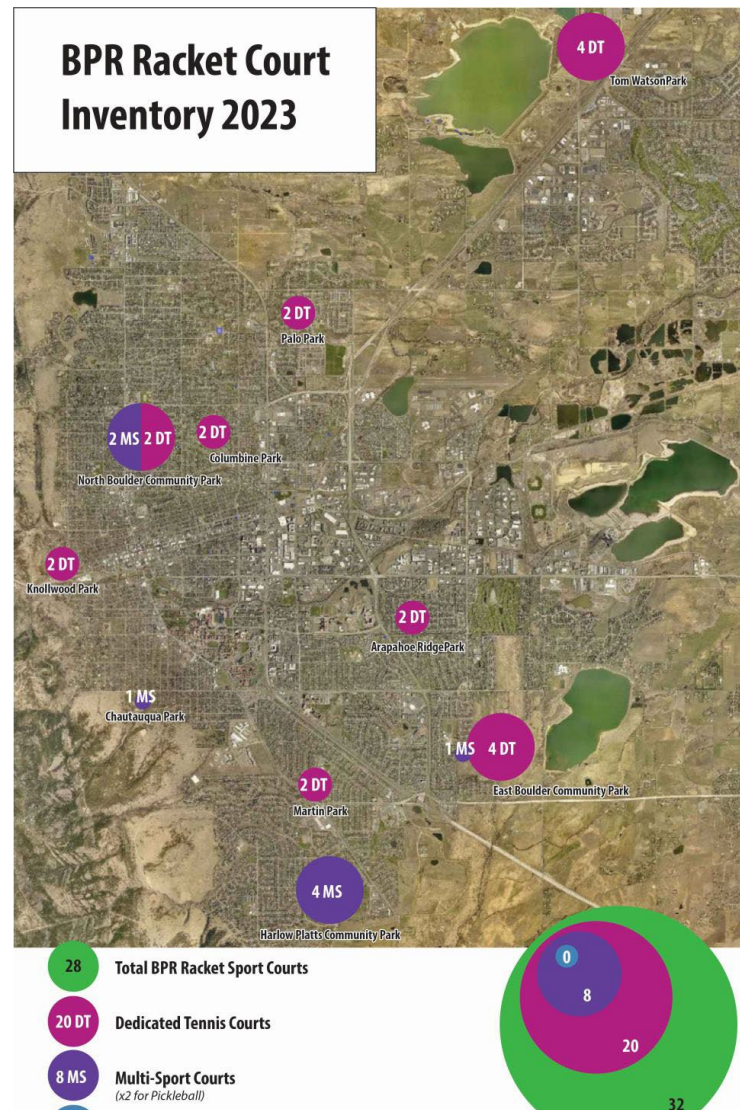 BPR Racket Court
Inventory 2023
4 DT
Tom WatsonPark
2 DT
Palo Park
2 MS 2 DT
North Boulder Community Park
2 DT
Columbine Park
2 DT
Knollwood Park
2 DT
Arapahoe RidgePark
1 MS
Chautauqua Park
1 MS 4 DT
East Boulder Community Park
2 DT
Martin Park
4 MS
Harlow Platts Community Park
28 Total BPR Racket Sport Courts
20 DT Dedicated Tennis Courts
8 MS Multi-Sport Courts
(x2 for Pickleball)
0
8
20
32